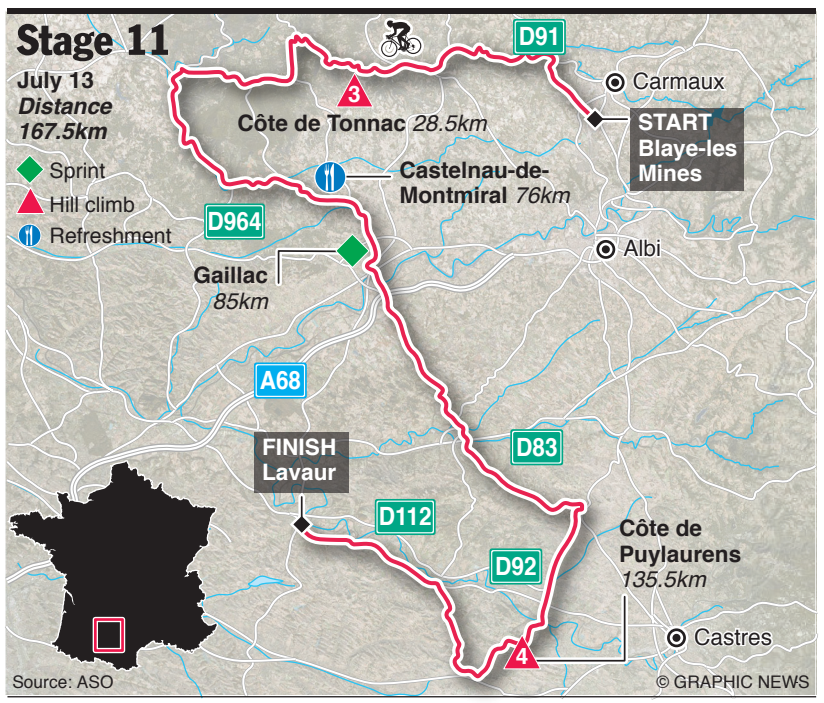 Stage 11
July 13
Distance
167.5km
Sprint
Hill climb
Refreshment
D91
Carmaux
START
Blaye-les
Mines
3
Côte de Tonnac 28.5km
Castelnau-de-
Montmiral 76km
D964
Albi
Gaillac
85km
A68
FINISH
Lavaur
D83
D112
D92
Côte de
Puylaurens
135.5km
4
Castres
Source: ASO
© GRAPHIC NEWS